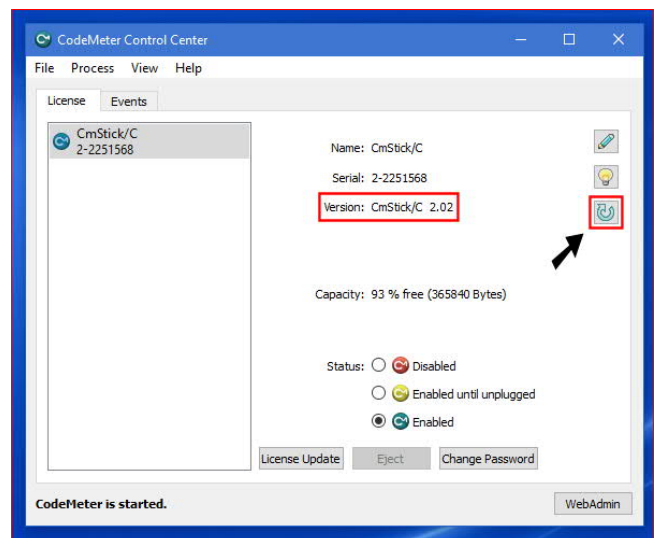 CodeMeter Control Center
File Process View Help
License Events
CmStick/C
2-2251568
Name: CmStick/C
Serial: 2-2251568
Version: CmStick/C 2.02
Capacity: 93 % free (365840 Bytes)
Status: Disabled
Enabled until unplugged
Enabled
License Update Eject Change Password
CodeMeter is started. WebAdmin